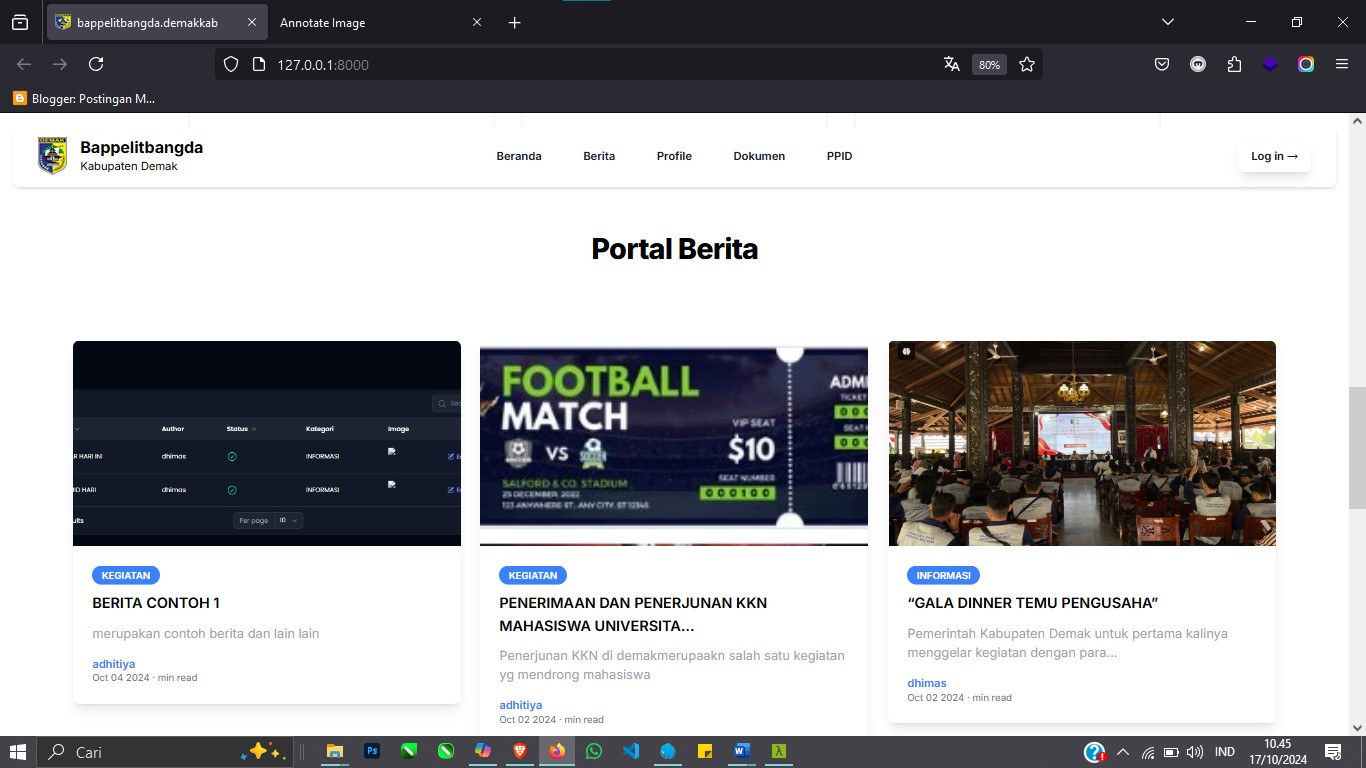 bappelitbangda.demakkab
Annotate Image
127.0.0.1:8000
80%
Blogger: Postingan M...
DEMAK
Bappelitbangda
Kabupaten Demak
Beranda
Berita
Profile
Dokumen
PPID
Log in →
Portal Berita
Author
Status
Kategori
Image
R HARI INI
dhimas
INFORMASI
dhimas
INFORMASI
Per page
10
FOOTBALL
MATCH
VS
VIP SEAT
$10
SEAT NUMBER
000100
SALFORD & CO. STADIUM
25 DECEMBER, 2022
123 ANYWHERE ST., ANY CITY, ST 12345
ADMI
TICKET
KEGIATAN
BERITA CONTOH 1
merupakan contoh berita dan lain lain
adhitiya
Oct 04 2024 · min read
KEGIATAN
PENERIMAAN DAN PENERJUNAN KKN
MAHASISWA UNIVERSITA...
Penerjunan KKN di demakmerupaakn salah satu kegiatan
yg mendrong mahasiswa
adhitiya
Oct 02 2024 · min read
INFORMASI
“GALA DINNER TEMU PENGUSAHA”
Pemerintah Kabupaten Demak untuk pertama kalinya
menggelar kegiatan dengan para...
dhimas
Oct 02 2024 · min read
Cari
Ps
IND
10.45
17/10/2024